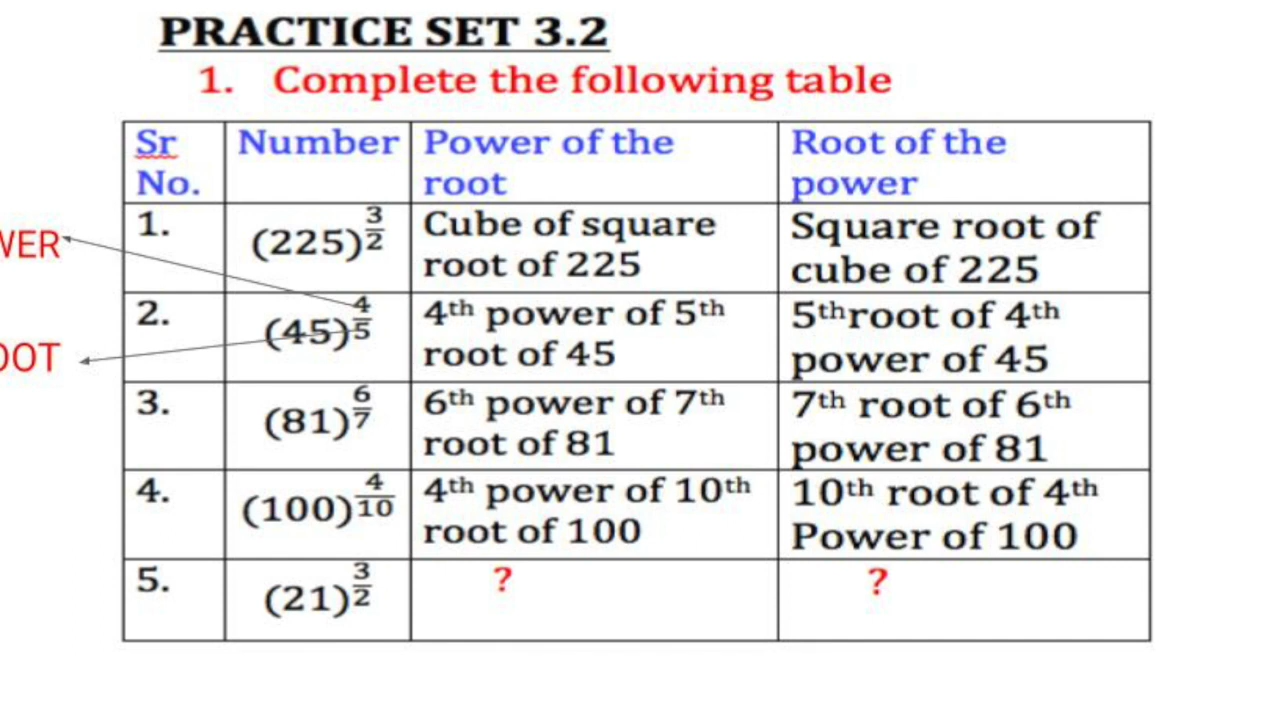 PRACTICE SET 3.2
1. Complete the following table
Sr No. Number Power of the root Root of the power
1. (225)^(3/2) Cube of square root of 225 Square root of cube of 225
WER
2. (45)^(4/5) 4th power of 5th root of 45 5throot of 4th power of 45
OOT
3. (81)^(6/7) 6th power of 7th root of 81 7th root of 6th power of 81
4. (100)^(4/10) 4th power of 10th root of 100 10th root of 4th Power of 100
5. (21)^(3/2) ? ?